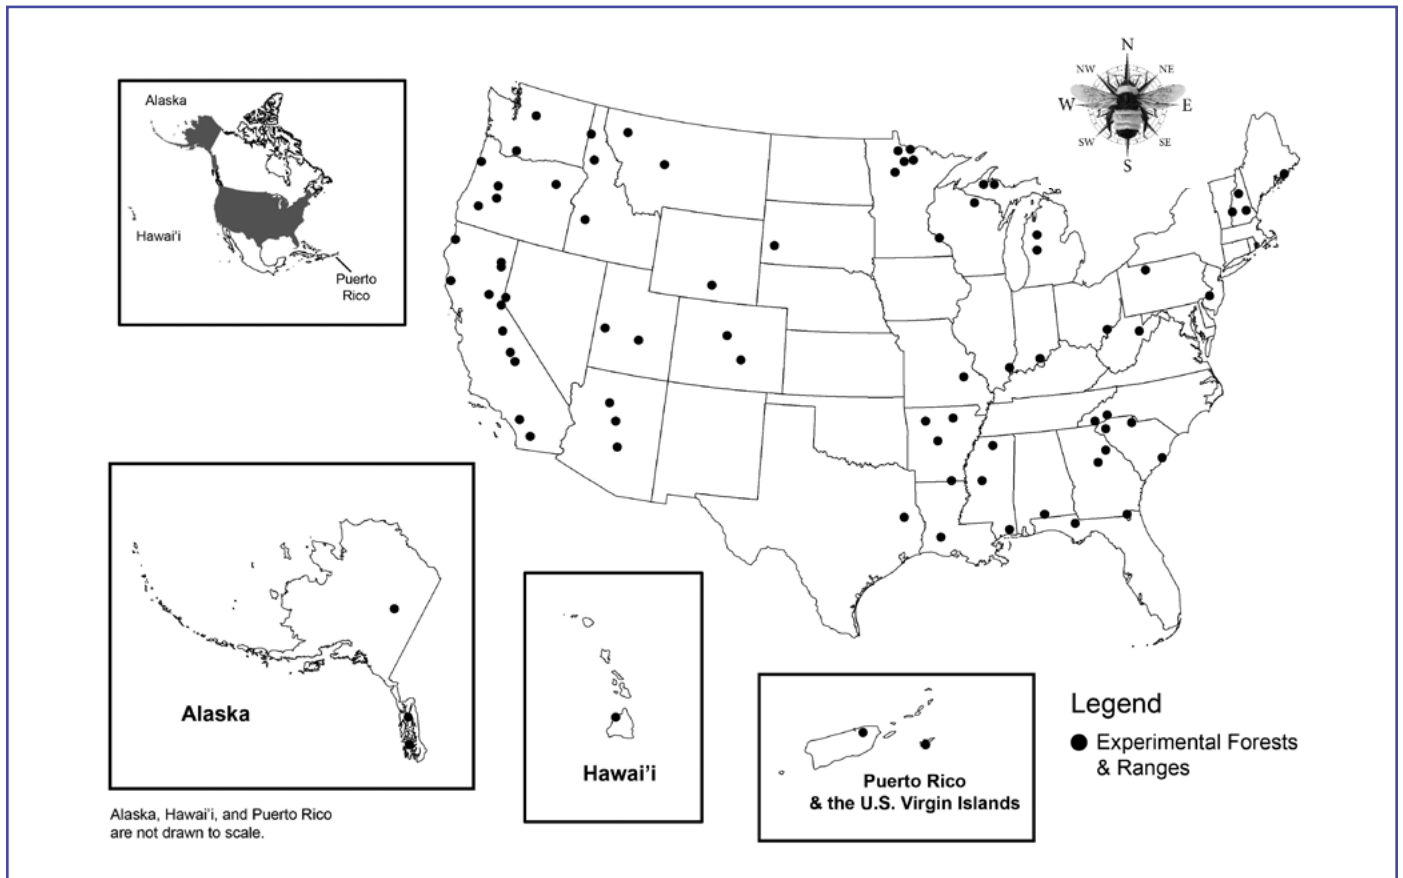 N
NW
NE
W
E
SW
SE
S
Alaska
Hawai'i
Puerto
Rico
Alaska
Hawai'i
Puerto Rico
& the U.S. Virgin Islands
Legend
Experimental Forests
& Ranges
Alaska, Hawai'i, and Puerto Rico
are not drawn to scale.